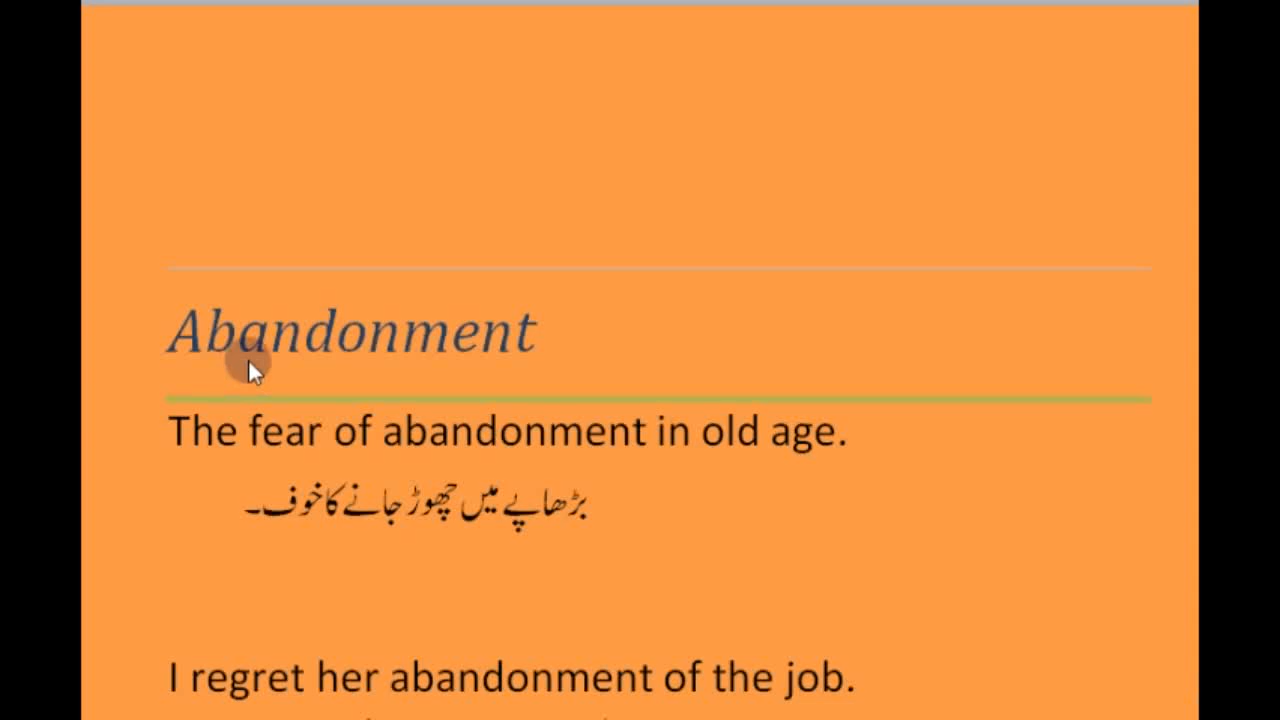 Abandonment
The fear of abandonment in old age.
بڑھاپے میں چھوڑ جانے کا خوف۔
I regret her abandonment of the job.